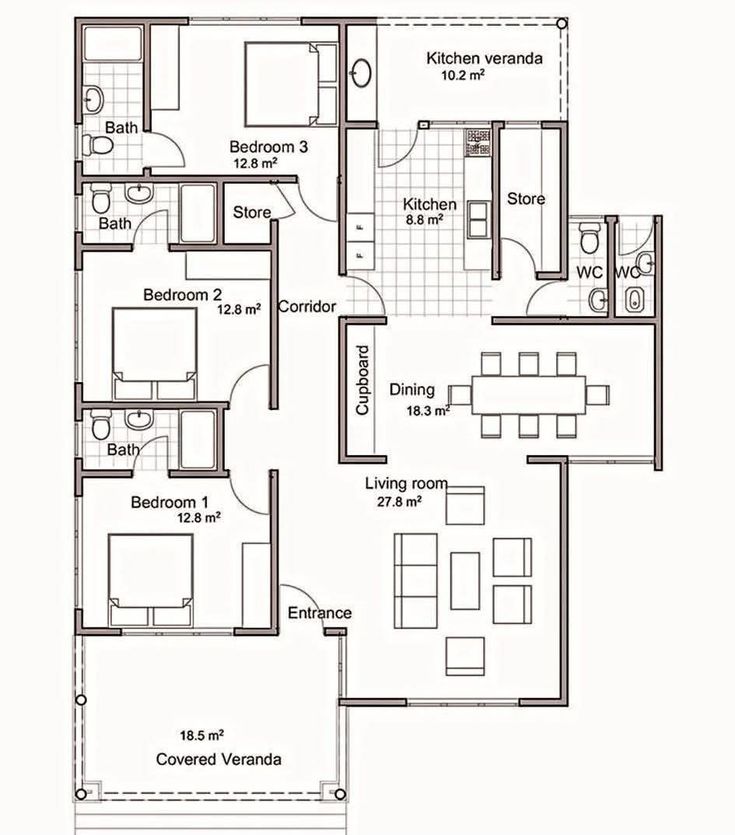 Kitchen veranda
10.2 m²
Bath
Bedroom 3
12.8 m²
Bath
Store
Kitchen
8.8 m²
Store
F
F
WC
WC
Bedroom 2
12.8 m²
Corridor
Cupboard
Dining
18.3 m²
Bath
Living room
27.8 m²
Bedroom 1
12.8 m²
Entrance
18.5 m²
Covered Veranda